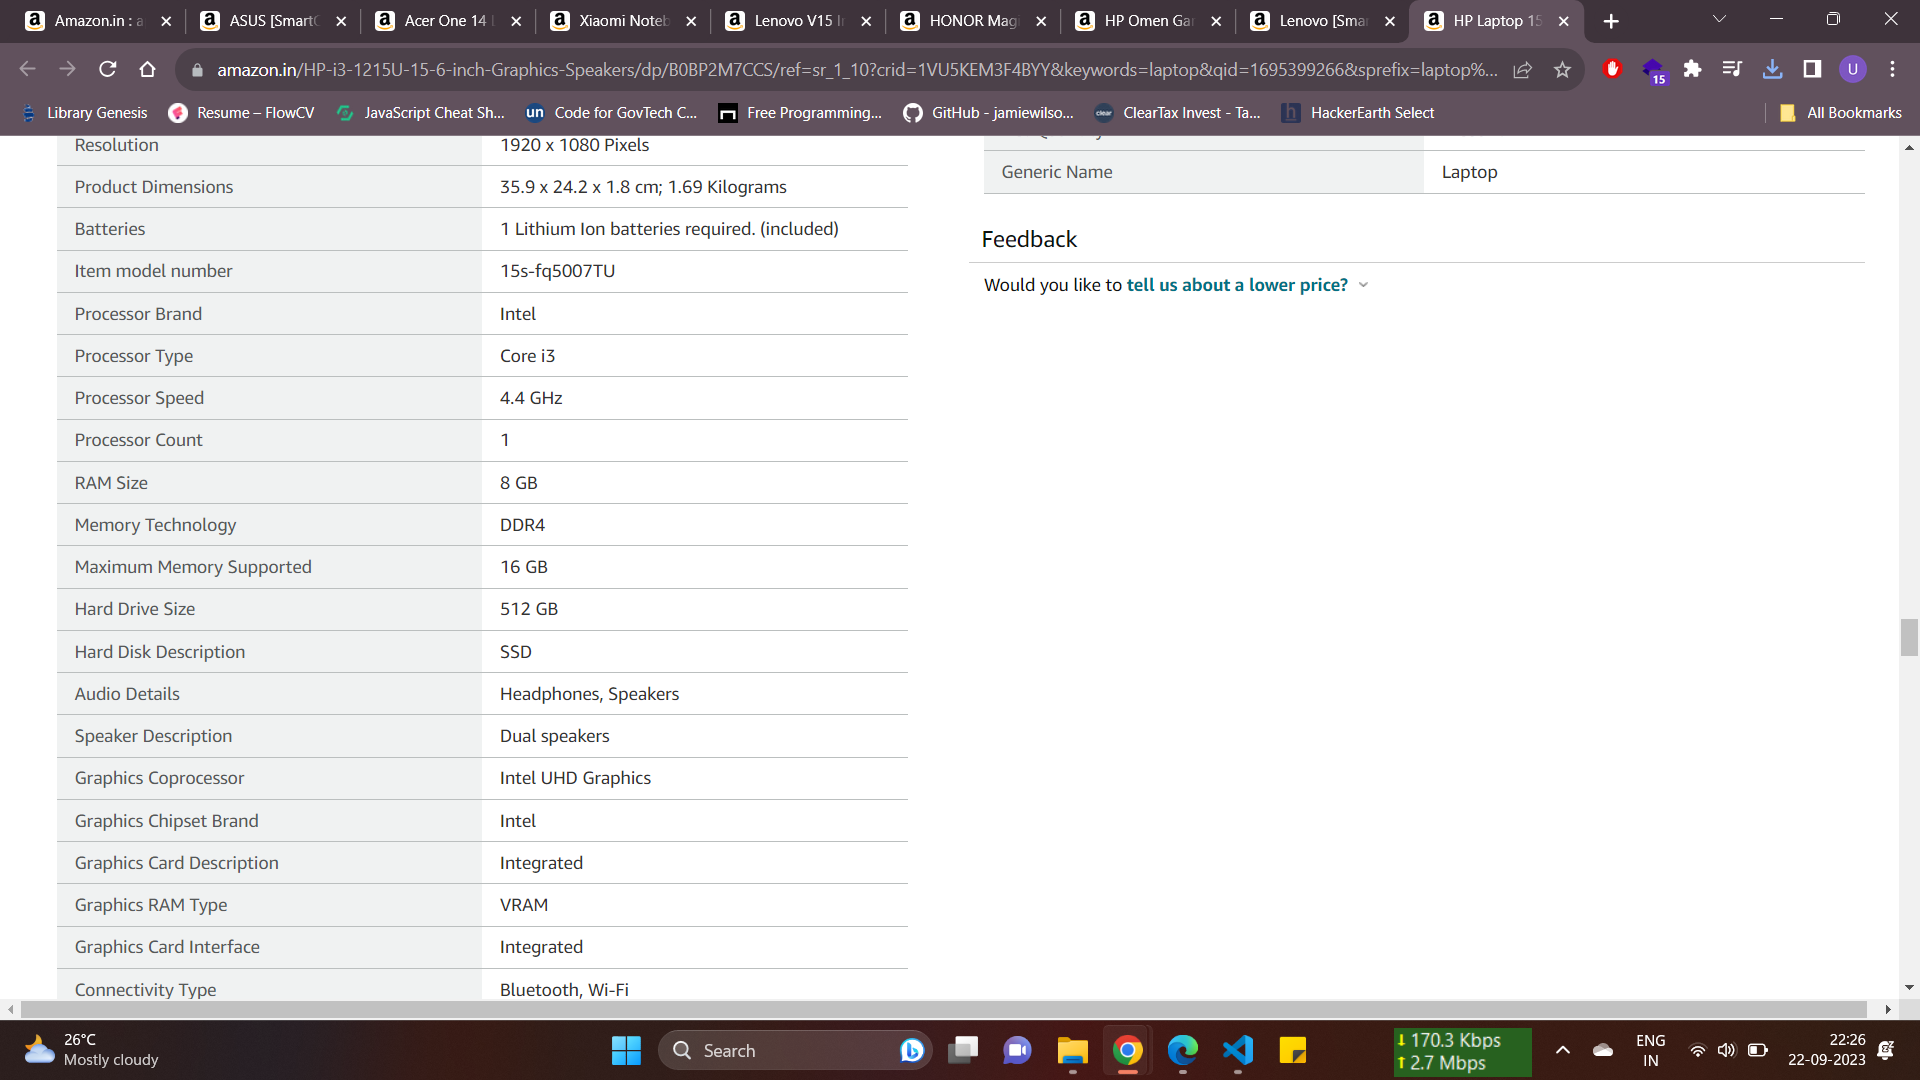 Amazon.in : a
ASUS [SmartC
Acer One 14 L
Xiaomi Noteb
Lenovo V15 In
HONOR Magi
HP Omen Gar
Lenovo [Smar
HP Laptop 15
amazon.in/HP-i3-1215U-15-6-inch-Graphics-Speakers/dp/B0BP2M7CCS/ref=sr_1_10?crid=1VU5KEM3F4BYY&keywords=laptop&qid=1695399266&sprefix=laptop%...
15
U
Library Genesis
Resume – FlowCV
JavaScript Cheat Sh...
un Code for GovTech C...
Free Programming...
GitHub - jamiewilso...
clear ClearTax Invest - Ta...
h HackerEarth Select
All Bookmarks
Resolution 1920 x 1080 Pixels
Product Dimensions 35.9 x 24.2 x 1.8 cm; 1.69 Kilograms
Batteries 1 Lithium Ion batteries required. (included)
Item model number 15s-fq5007TU
Processor Brand Intel
Processor Type Core i3
Processor Speed 4.4 GHz
Processor Count 1
RAM Size 8 GB
Memory Technology DDR4
Maximum Memory Supported 16 GB
Hard Drive Size 512 GB
Hard Disk Description SSD
Audio Details Headphones, Speakers
Speaker Description Dual speakers
Graphics Coprocessor Intel UHD Graphics
Graphics Chipset Brand Intel
Graphics Card Description Integrated
Graphics RAM Type VRAM
Graphics Card Interface Integrated
Connectivity Type Bluetooth, Wi-Fi
Generic Name Laptop
Feedback
Would you like to tell us about a lower price?
26°C
Mostly cloudy
Search
170.3 Kbps
2.7 Mbps
ENG
IN
22:26
22-09-2023